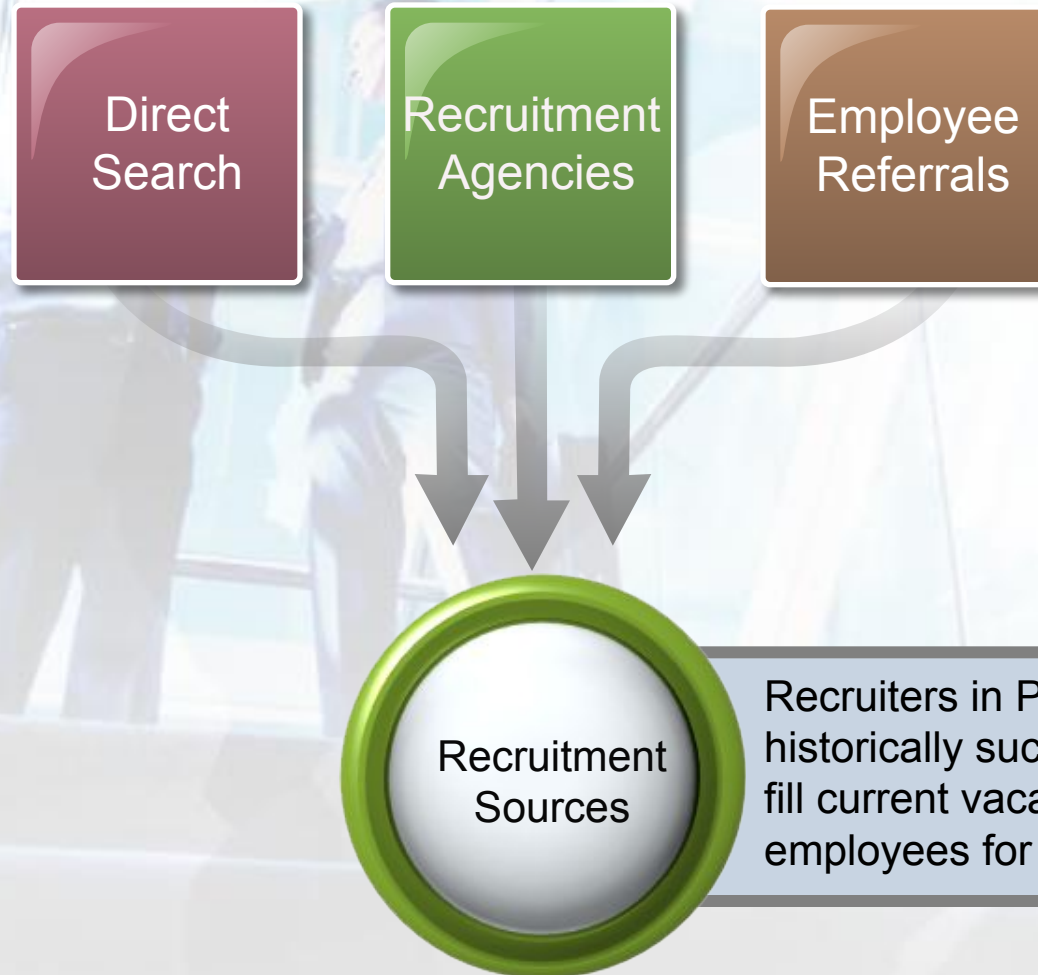 Direct
Search
Recruitment
Agencies
Employee
Referrals
Recruitment
Sources
Recruiters in P
historically suc
fill current vaca
employees for